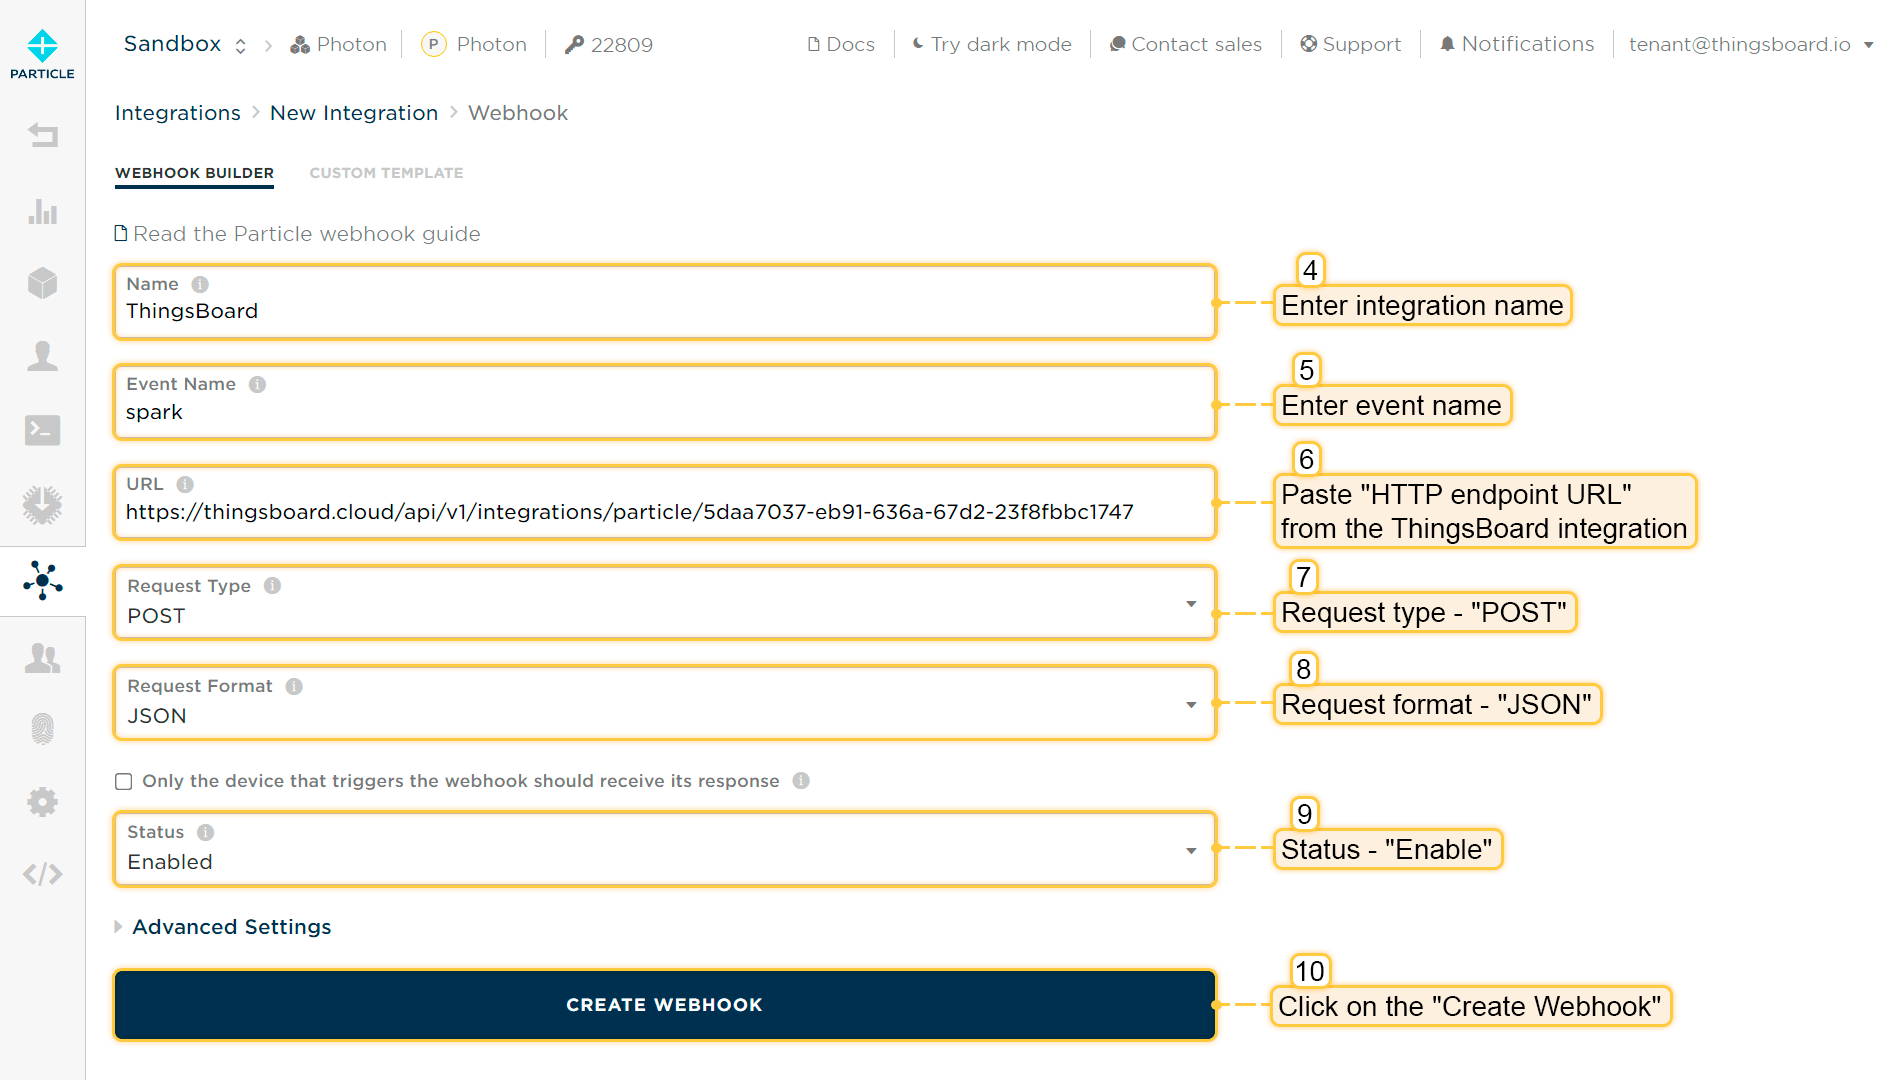 PARTICLE
Sandbox > Photon P Photon 22809 Docs Try dark mode Contact sales Support Notifications tenant@thingsboard.io
Integrations > New Integration > Webhook
WEBHOOK BUILDER CUSTOM TEMPLATE
Read the Particle webhook guide
Name
ThingsBoard
4
Enter integration name
Event Name
spark
5
Enter event name
URL
https://thingsboard.cloud/api/v1/integrations/particle/5daa7037-eb91-636a-67d2-23f8fbbc1747
6
Paste "HTTP endpoint URL"
from the ThingsBoard integration
Request Type
POST
7
Request type - "POST"
Request Format
JSON
8
Request format - "JSON"
Only the device that triggers the webhook should receive its response
Status
Enabled
9
Status - "Enable"
Advanced Settings
CREATE WEBHOOK
10
Click on the "Create Webhook"